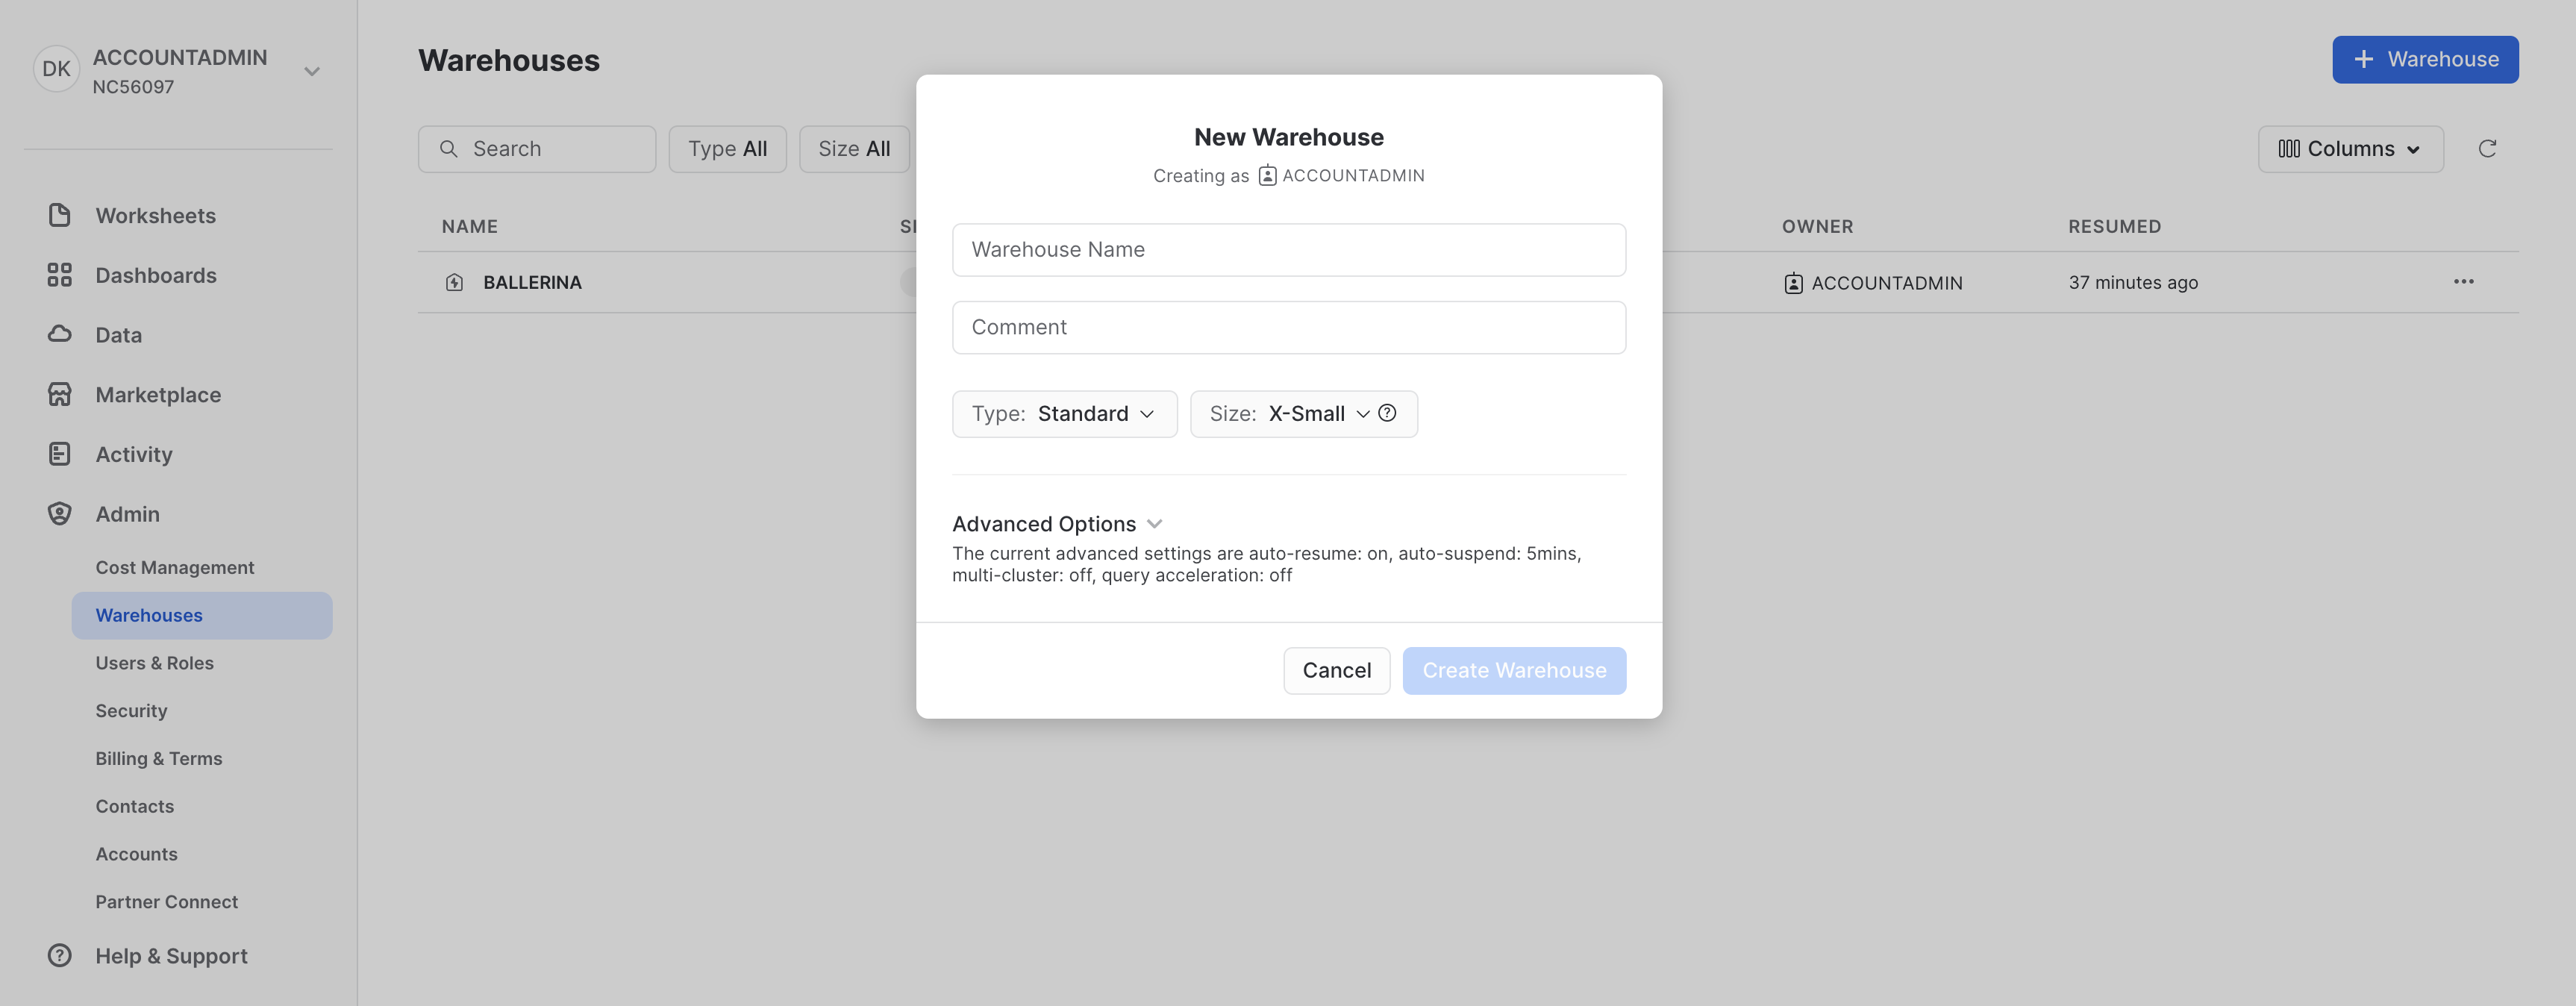 DK
ACCOUNTADMIN
NC56097
Worksheets
Dashboards
Data
Marketplace
Activity
Admin
Cost Management
Warehouses
Users & Roles
Security
Billing & Terms
Contacts
Accounts
Partner Connect
Help & Support
Warehouses
+ Warehouse
Search
Type All
Size All
Columns
NAME
OWNER
RESUMED
BALLERINA
ACCOUNTADMIN
37 minutes ago
New Warehouse
Creating as ACCOUNTADMIN
Warehouse Name
Comment
Type: Standard
Size: X-Small
Advanced Options
The current advanced settings are auto-resume: on, auto-suspend: 5mins,
multi-cluster: off, query acceleration: off
Cancel
Create Warehouse